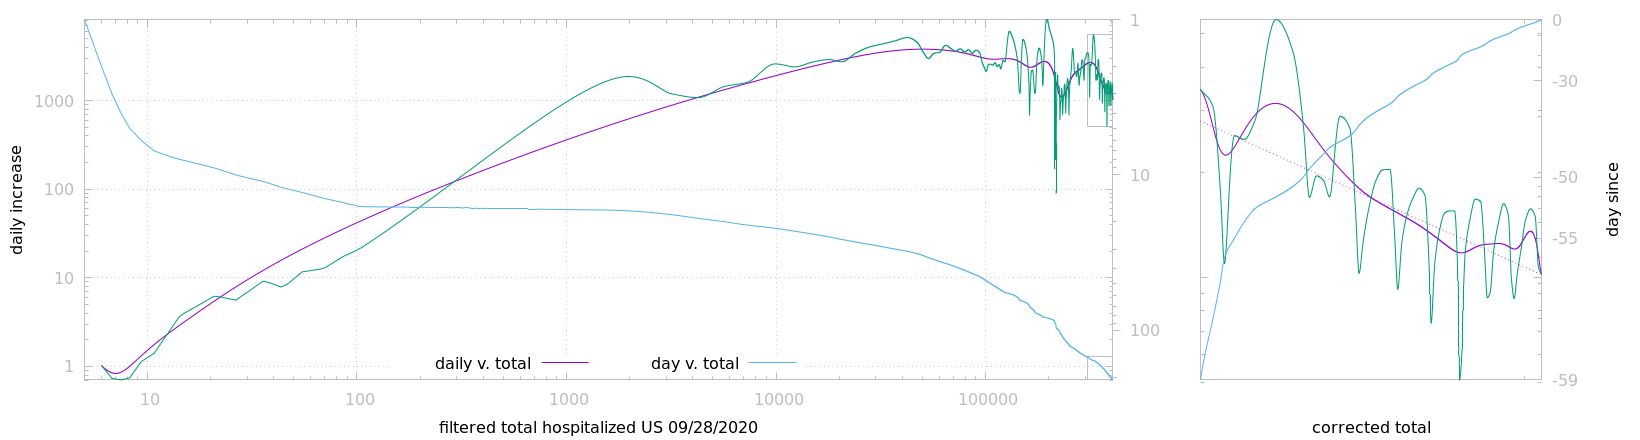 1
0
1000
-30
daily increase
100
10
-50
day since
-55
10
100
daily v. total
day v. total
1
-59
10
100
1000
10000
100000
filtered total hospitalized US 09/28/2020
corrected total